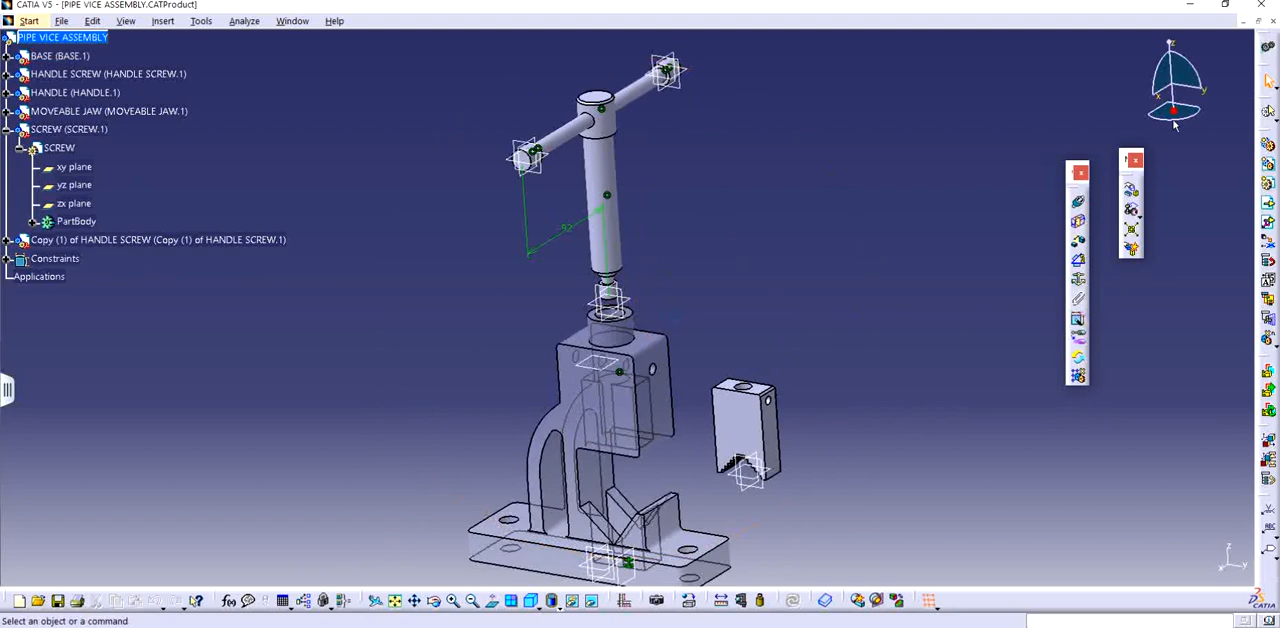 CATIA V5 - [PIPE VICE ASSEMBLY.CATProduct]
Start File Edit View Insert Tools Analyze Window Help
PIPE VICE ASSEMBLY
BASE (BASE.1)
HANDLE SCREW (HANDLE SCREW.1)
HANDLE (HANDLE.1)
MOVEABLE JAW (MOVEABLE JAW.1)
SCREW (SCREW.1)
SCREW
xy plane
yz plane
zx plane
PartBody
Copy (1) of HANDLE SCREW (Copy (1) of HANDLE SCREW.1)
Constraints
Applications
z
x
y
92
z
x y
f(x)
ABC
CATIA
Select an object or a command